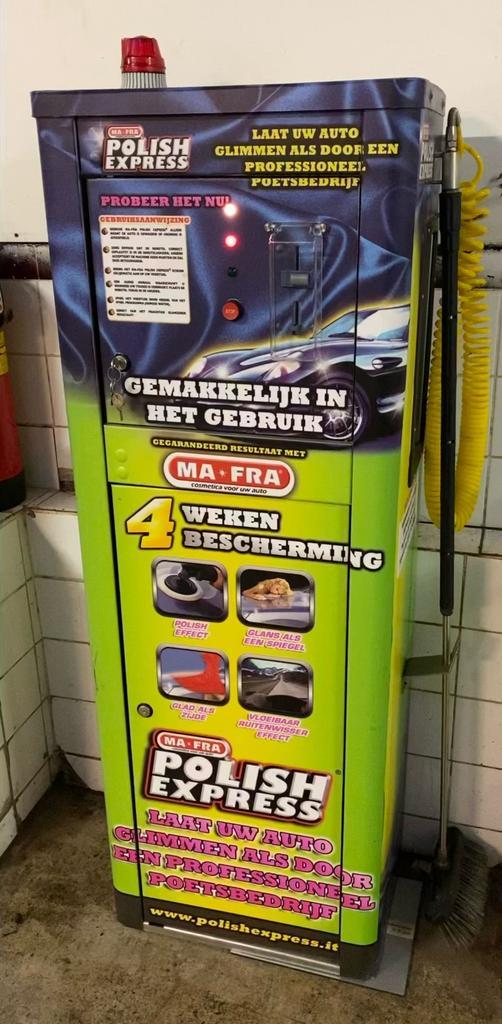 MA-FRA
POLISH
EXPRESS
LAAT UW AUTO
GLIMMEN ALS DOOR EEN
PROFESSIONEEL
POETSBEDRIJF
PROBEER HET NU!
GEBRUIKSAANWIJZING
STOP
GEMAKKELIJK IN
HET GEBRUIK
GEGARANDEERD RESULTAAT MET
MA-FRA
cosmetica voor uw auto
4 WEKEN
BESCHERMING
POLISH
EFFECT
GLANS ALS
EEN SPIEGEL
GLAD ALS
ZIJDE
VLOEIBAAR
RUITENWISSER
EFFECT
MA-FRA
POLISH
EXPRESS
LAAT UW AUTO
GLIMMEN ALS DOOR
EEN PROFESSIONEEL
POETSBEDRIJF
www.polishexpress.it